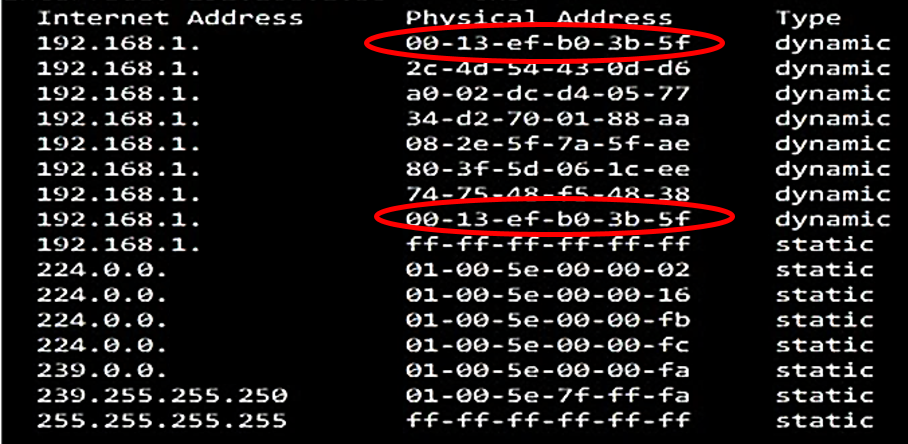 Internet Address Physical Address Type
192.168.1. 00-13-ef-b0-3b-5f dynamic
192.168.1. 2c-4d-54-43-0d-d6 dynamic
192.168.1. a0-02-dc-d4-05-77 dynamic
192.168.1. 34-d2-70-01-88-aa dynamic
192.168.1. 08-2e-5f-7a-5f-ae dynamic
192.168.1. 80-3f-5d-06-1c-ee dynamic
192.168.1. 74-75-48-f5-48-38 dynamic
192.168.1. 00-13-ef-b0-3b-5f dynamic
192.168.1. ff-ff-ff-ff-ff-ff static
224.0.0. 01-00-5e-00-00-02 static
224.0.0. 01-00-5e-00-00-16 static
224.0.0. 01-00-5e-00-00-fb static
224.0.0. 01-00-5e-00-00-fc static
239.0.0. 01-00-5e-00-00-fa static
239.255.255.250 01-00-5e-7f-ff-fa static
255.255.255.255 ff-ff-ff-ff-ff-ff static